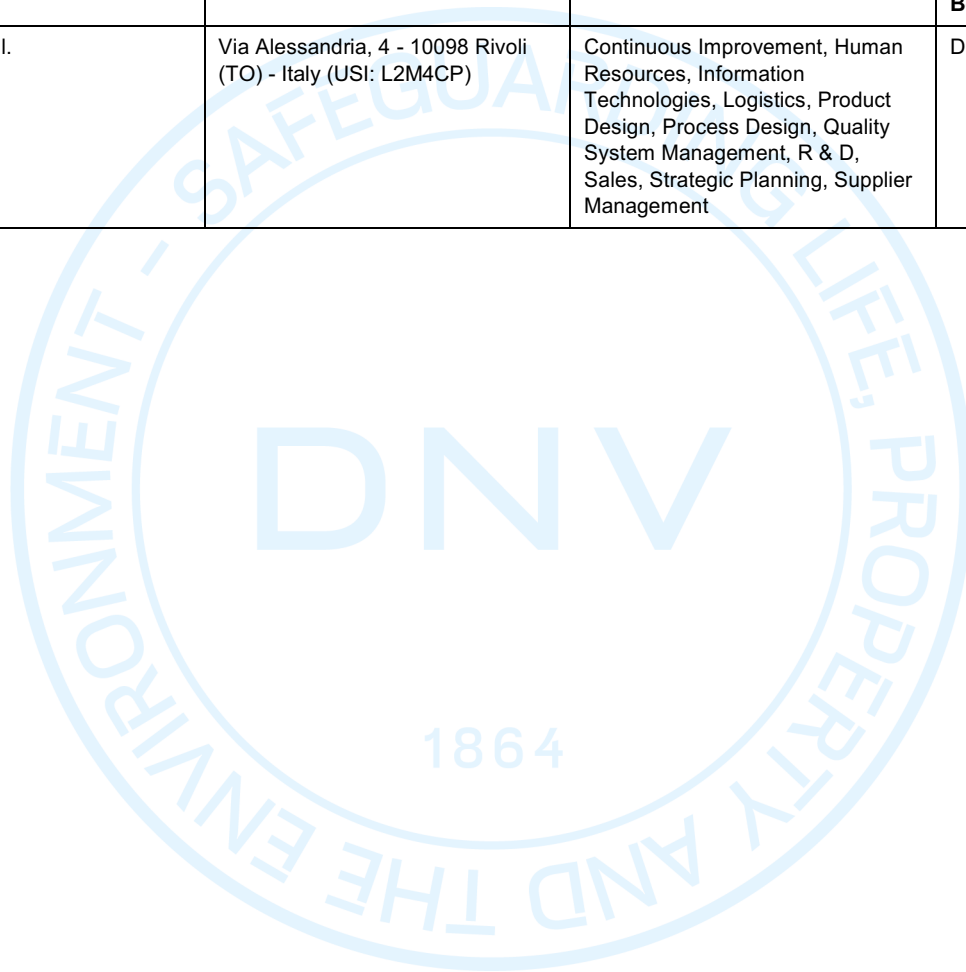 B
l.
Via Alessandria, 4 - 10098 Rivoli
(TO) - Italy (USI: L2M4CP)
Continuous Improvement, Human
Resources, Information
Technologies, Logistics, Product
Design, Process Design, Quality
System Management, R & D,
Sales, Strategic Planning, Supplier
Management
D
SAFEGUARDING LIFE, PROPERTY AND THE ENVIRONMENT -
DNV
1864